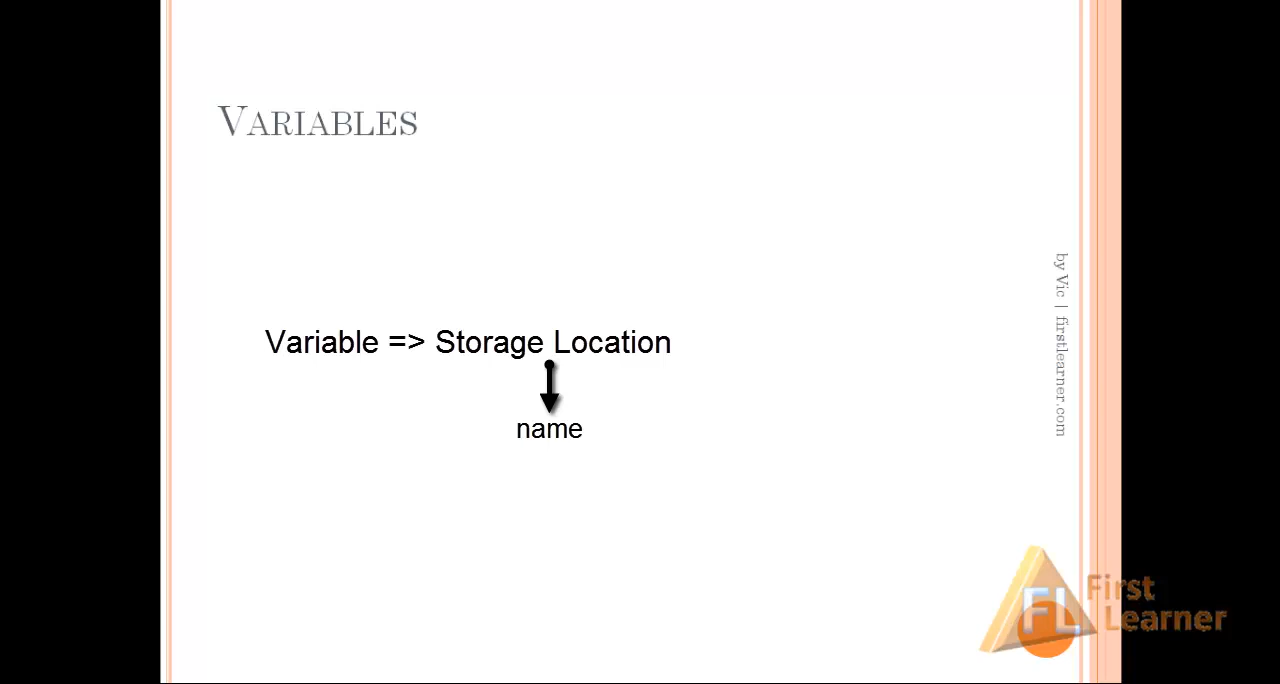 VARIABLES
Variable => Storage Location
name
by Vic | firstlearner.com
FL
First
Learner